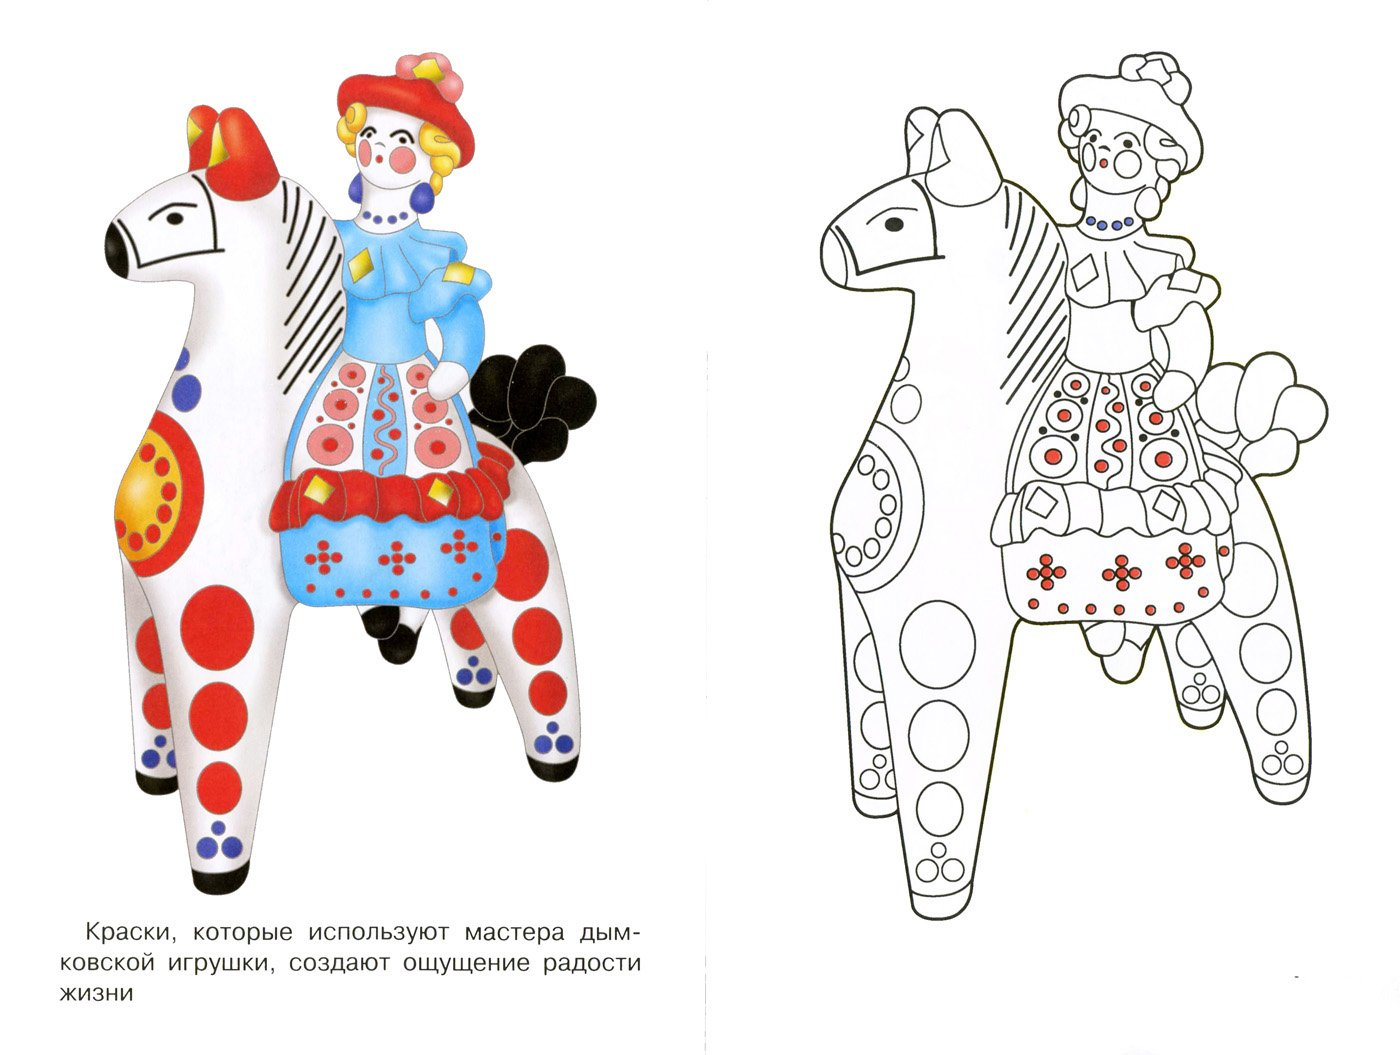 Краски, которые используют мастера дым-
ковской игрушки, создают ощущение радости
жизни